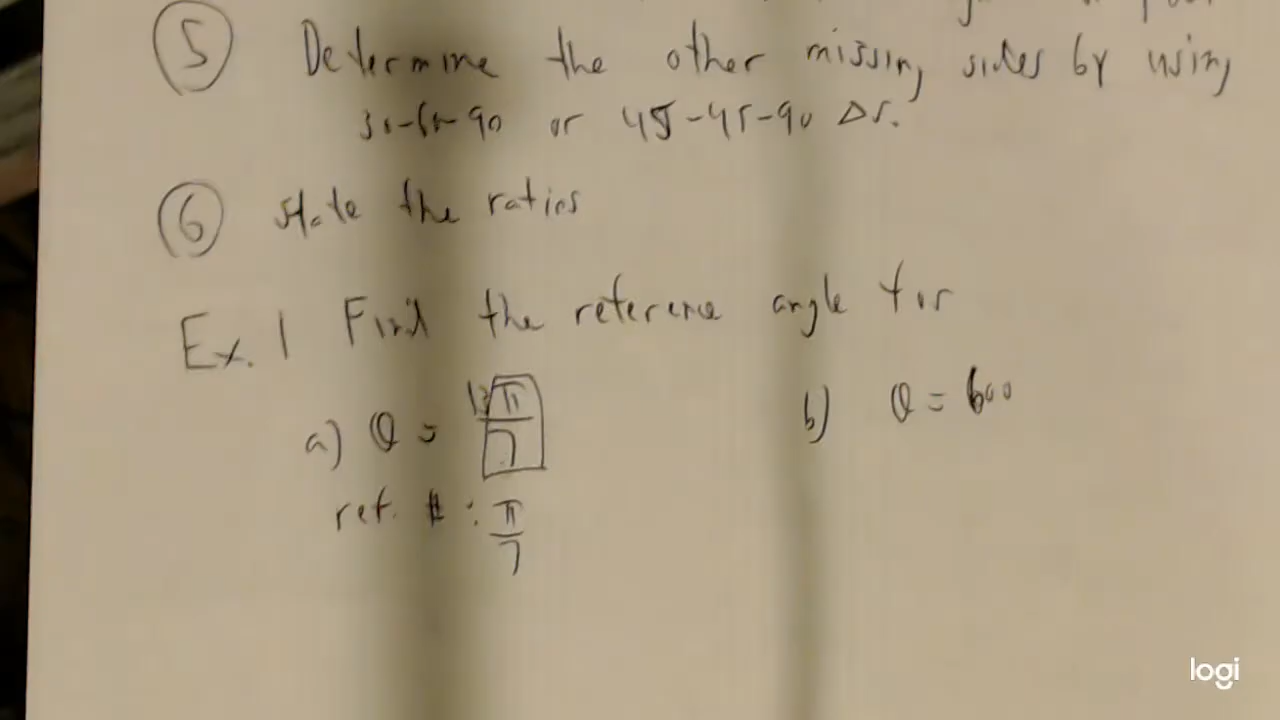 ⑤ Determine the other missing sides by using
30-60-90 or 45-45-90 Δs.
⑥ State the ratios
Ex. 1 Find the reference angle for
a) θ = π/7 b) θ = 600
ref. : π/7
logi